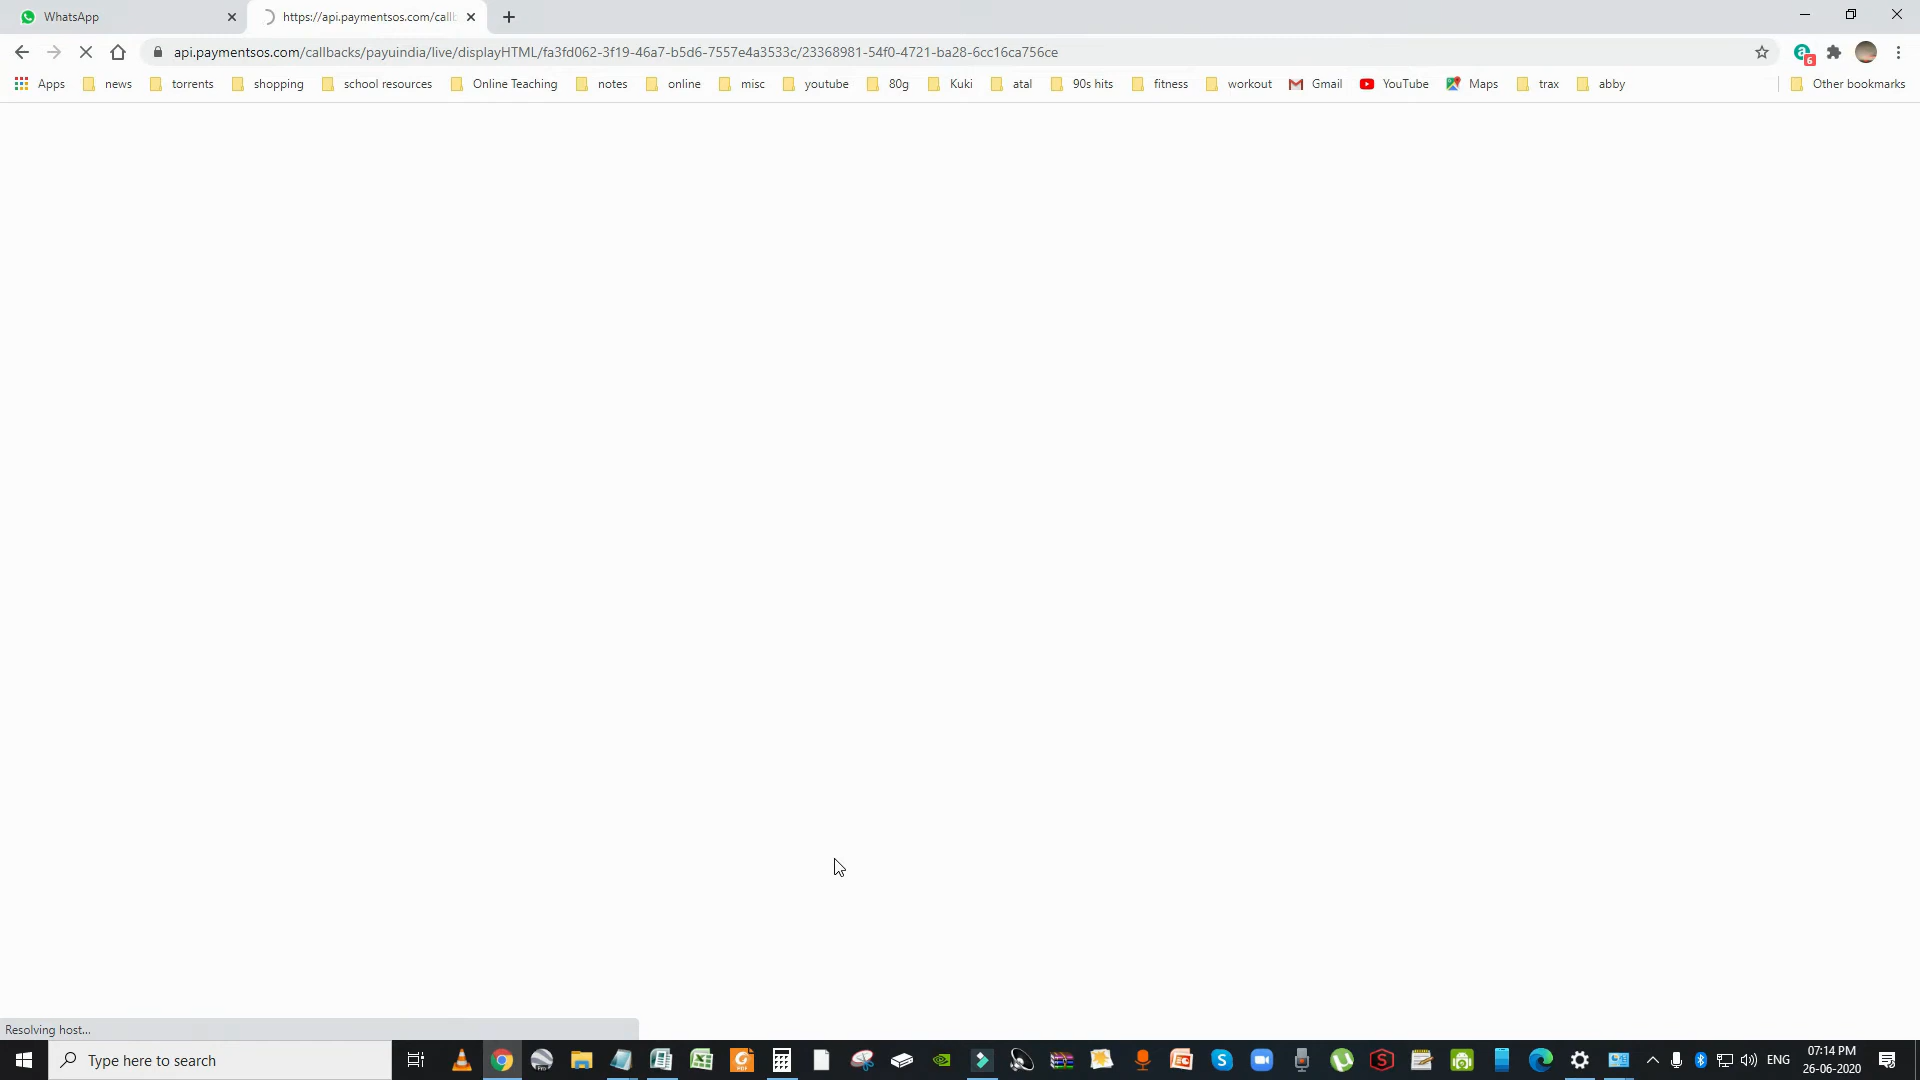 WhatsApp
https://api.paymentsos.com/callb
api.paymentsos.com/callbacks/payuindia/live/displayHTML/fa3fd062-3f19-46a7-b5d6-7557e4a3533c/23368981-54f0-4721-ba28-6cc16ca756ce
6
Apps news torrents shopping school resources Online Teaching notes online misc youtube 80g Kuki atal 90s hits fitness workout Gmail YouTube Maps trax abby Other bookmarks
Resolving host...
Type here to search
ENG
07:14 PM
26-06-2020